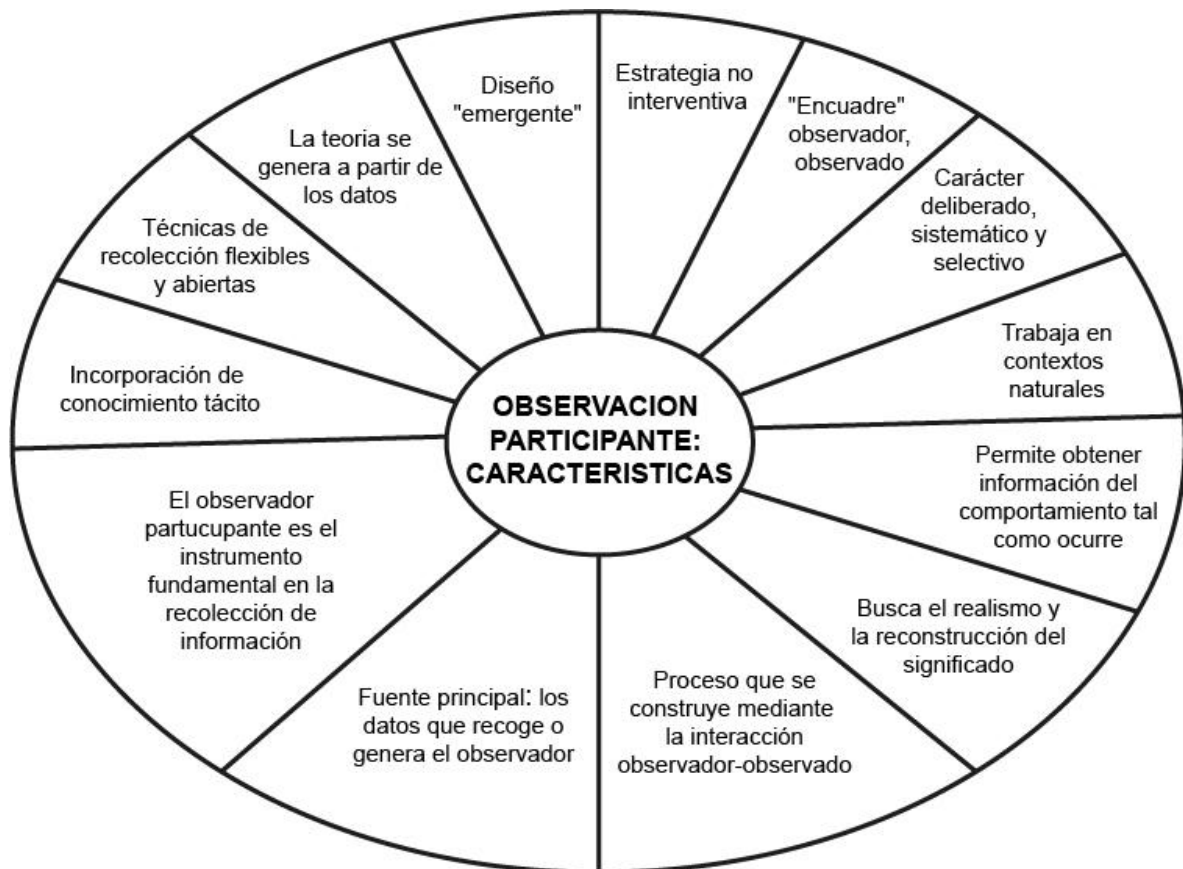 Diseño
"emergente"
Estrategia no
interventiva
"Encuadre"
observador,
observado
Carácter
deliberado,
sistemático y
selectivo
Trabaja en
contextos
naturales
Permite obtener
información del
comportamiento tal
como ocurre
Busca el realismo y
la reconstrucción del
significado
Proceso que se
construye mediante
la interacción
observador-observado
Fuente principal: los
datos que recoge o
genera el observador
El observador
partucupante es el
instrumento
fundamental en la
recolección de
información
Incorporación de
conocimiento tácito
Técnicas de
recolección flexibles
y abiertas
La teoria se
genera a partir de
los datos
OBSERVACION
PARTICIPANTE:
CARACTERISTICAS